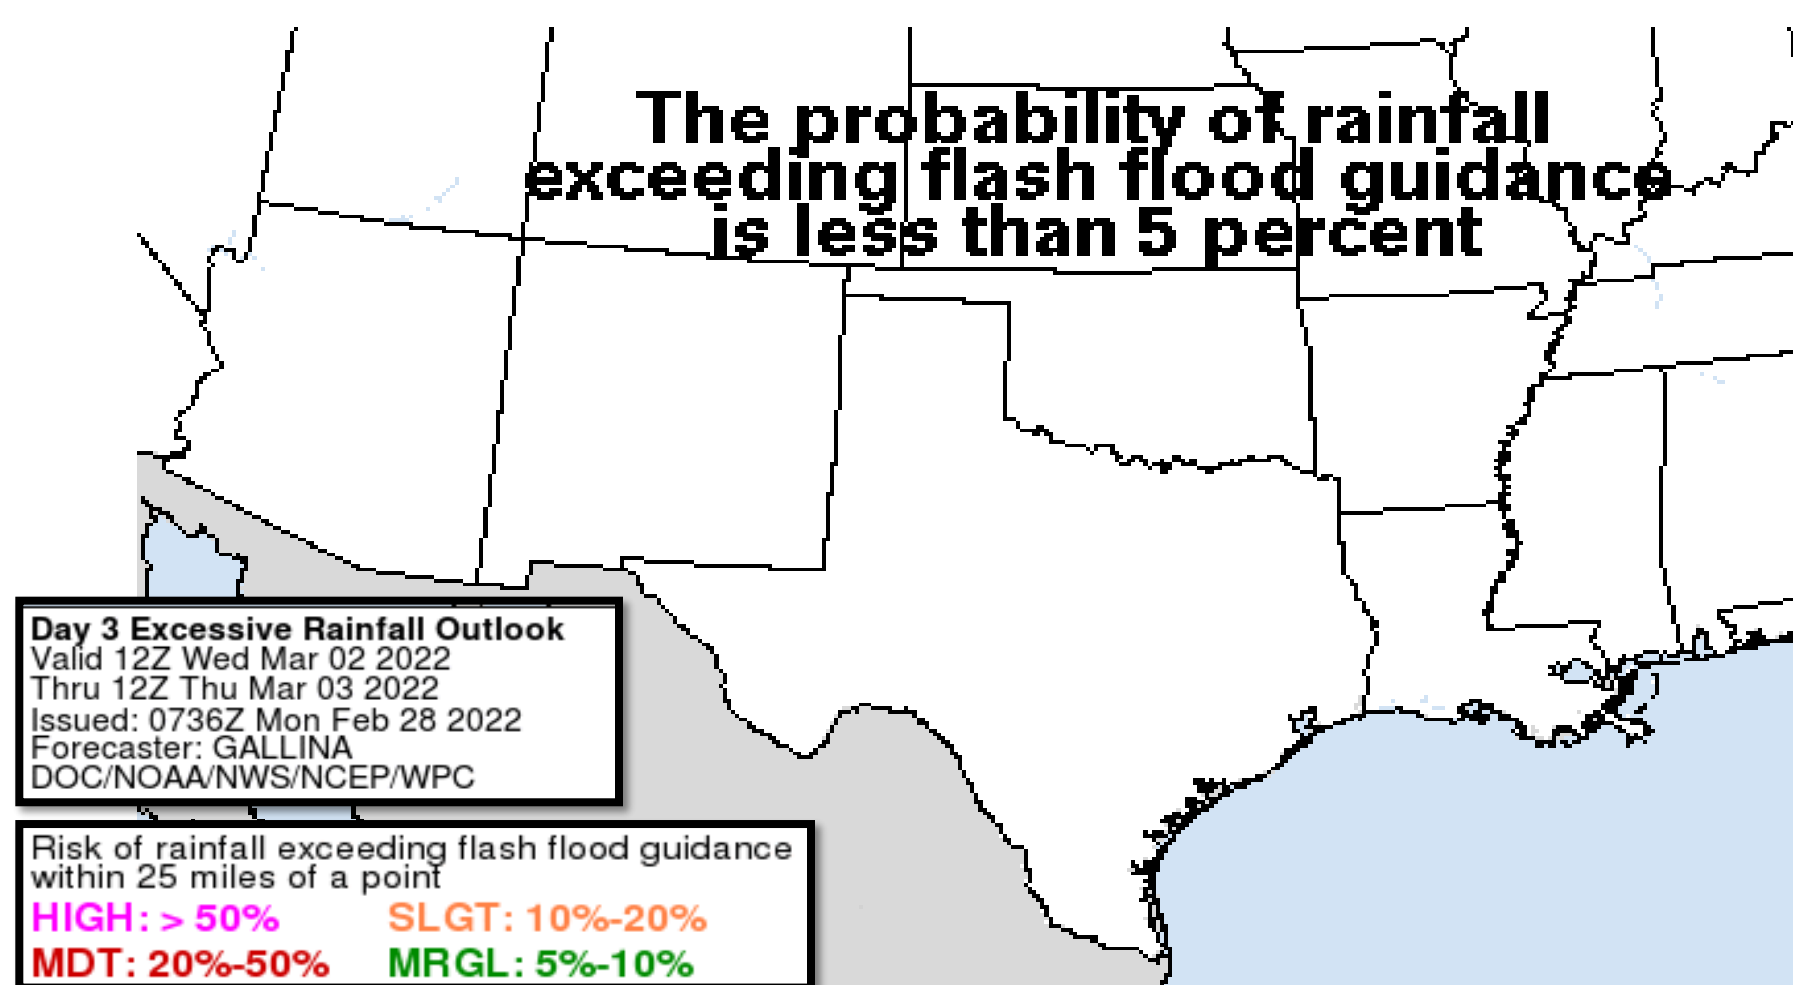 The probability of rainfall
exceeding flash flood guidance
is less than 5 percent
Day 3 Excessive Rainfall Outlook
Valid 12Z Wed Mar 02 2022
Thru 12Z Thu Mar 03 2022
Issued: 0736Z Mon Feb 28 2022
Forecaster: GALLINA
DOC/NOAA/NWS/NCEP/WPC
Risk of rainfall exceeding flash flood guidance
within 25 miles of a point
HIGH: > 50% SLGT: 10%-20%
MDT: 20%-50% MRGL: 5%-10%